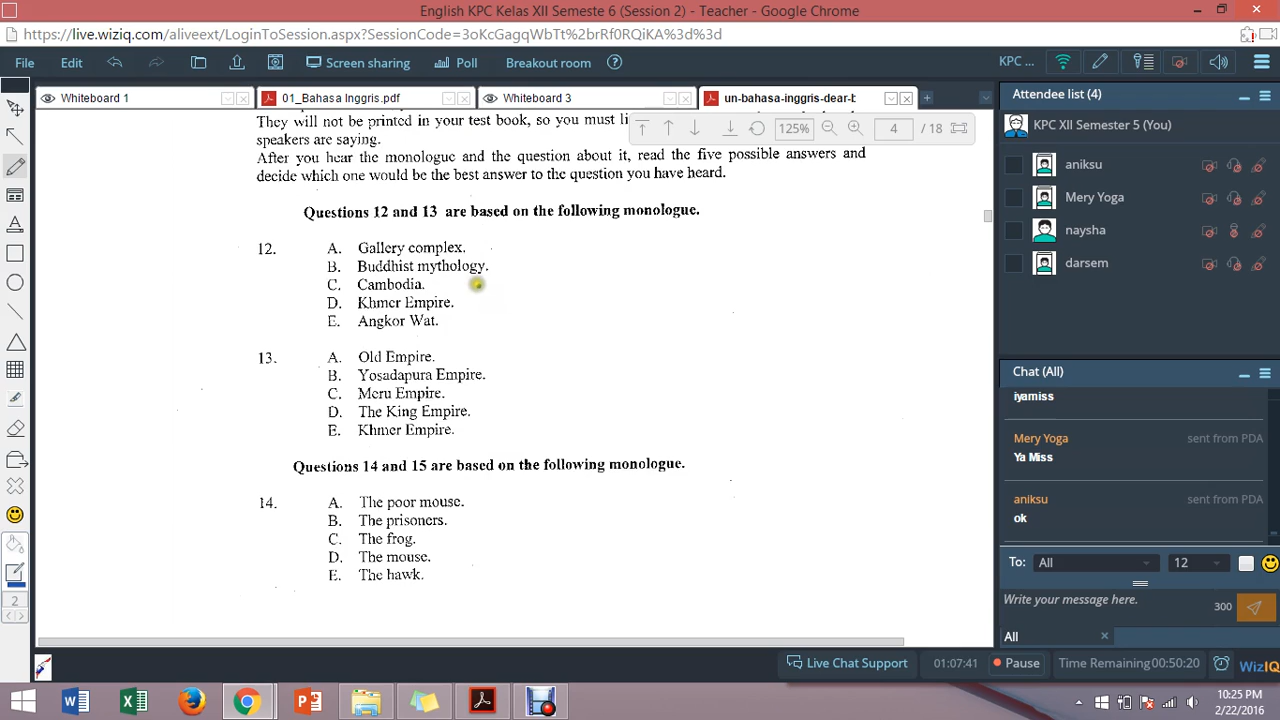 English KPC Kelas XII Semeste 6 (Session 2) - Teacher - Google Chrome
https://live.wiziq.com/aliveext/LoginToSession.aspx?SessionCode=3oKcGagqWbTt%2brRf0RQiKA%3d%3d
File Edit Screen sharing Poll Breakout room KPC ...
Whiteboard 1 01_Bahasa Inggris.pdf Whiteboard 3 un-bahasa-inggris-dear-b
125% 4 / 18
They will not be printed in your test book, so you must li
speakers are saying.
After you hear the monologue and the question about it, read the five possible answers and
decide which one would be the best answer to the question you have heard.
Questions 12 and 13 are based on the following monologue.
12. A. Gallery complex.
B. Buddhist mythology.
C. Cambodia.
D. Khmer Empire.
E. Angkor Wat.
13. A. Old Empire.
B. Yosadapura Empire.
C. Meru Empire.
D. The King Empire.
E. Khmer Empire.
Questions 14 and 15 are based on the following monologue.
14. A. The poor mouse.
B. The prisoners.
C. The frog.
D. The mouse.
E. The hawk.
2
Attendee list (4)
KPC XII Semester 5 (You)
aniksu
Mery Yoga
naysha
darsem
Chat (All)
iyamiss
Mery Yoga sent from PDA
Ya Miss
aniksu sent from PDA
ok
To: All 12
Write your message here. 300
All
Live Chat Support 01:07:41 Pause Time Remaining 00:50:20 WizIQ
10:25 PM
2/22/2016